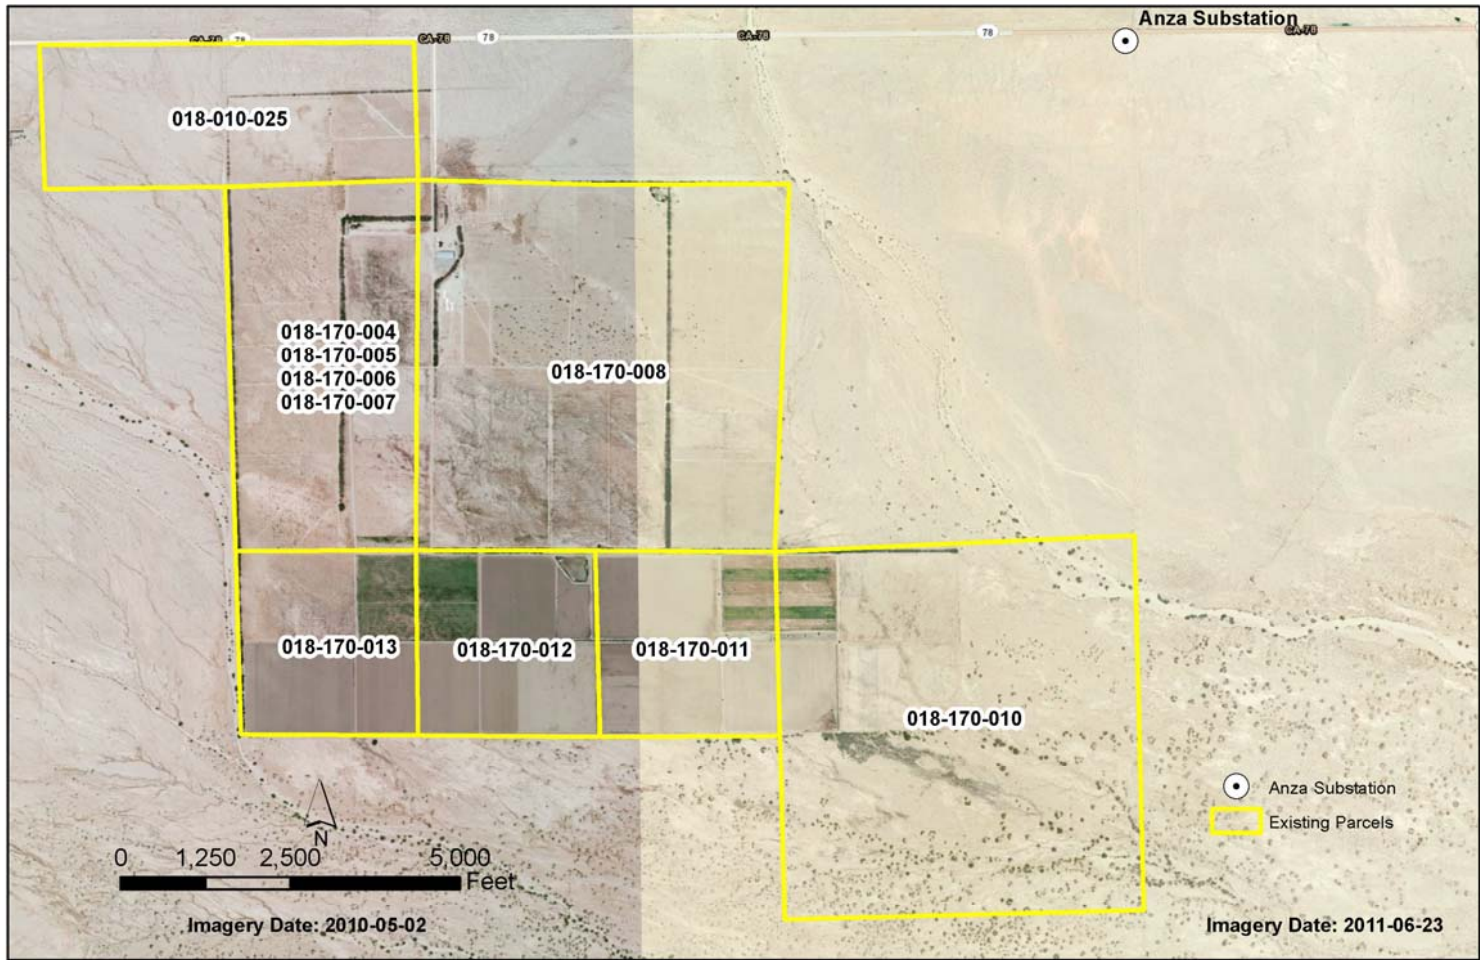 Anza Substation
CA-78
78
CA-78
78
CA-78
78
CA-78
018-010-025
018-170-004
018-170-005
018-170-006
018-170-007
018-170-008
018-170-013
018-170-012
018-170-011
018-170-010
Anza Substation
Existing Parcels
N
0 1,250 2,500 5,000
Feet
Imagery Date: 2010-05-02
Imagery Date: 2011-06-23